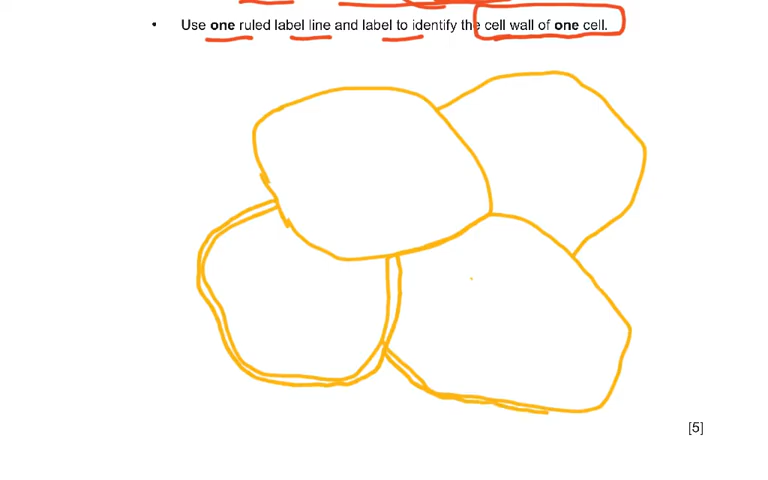 • Use one ruled label line and label to identify the cell wall of one cell.
[5]